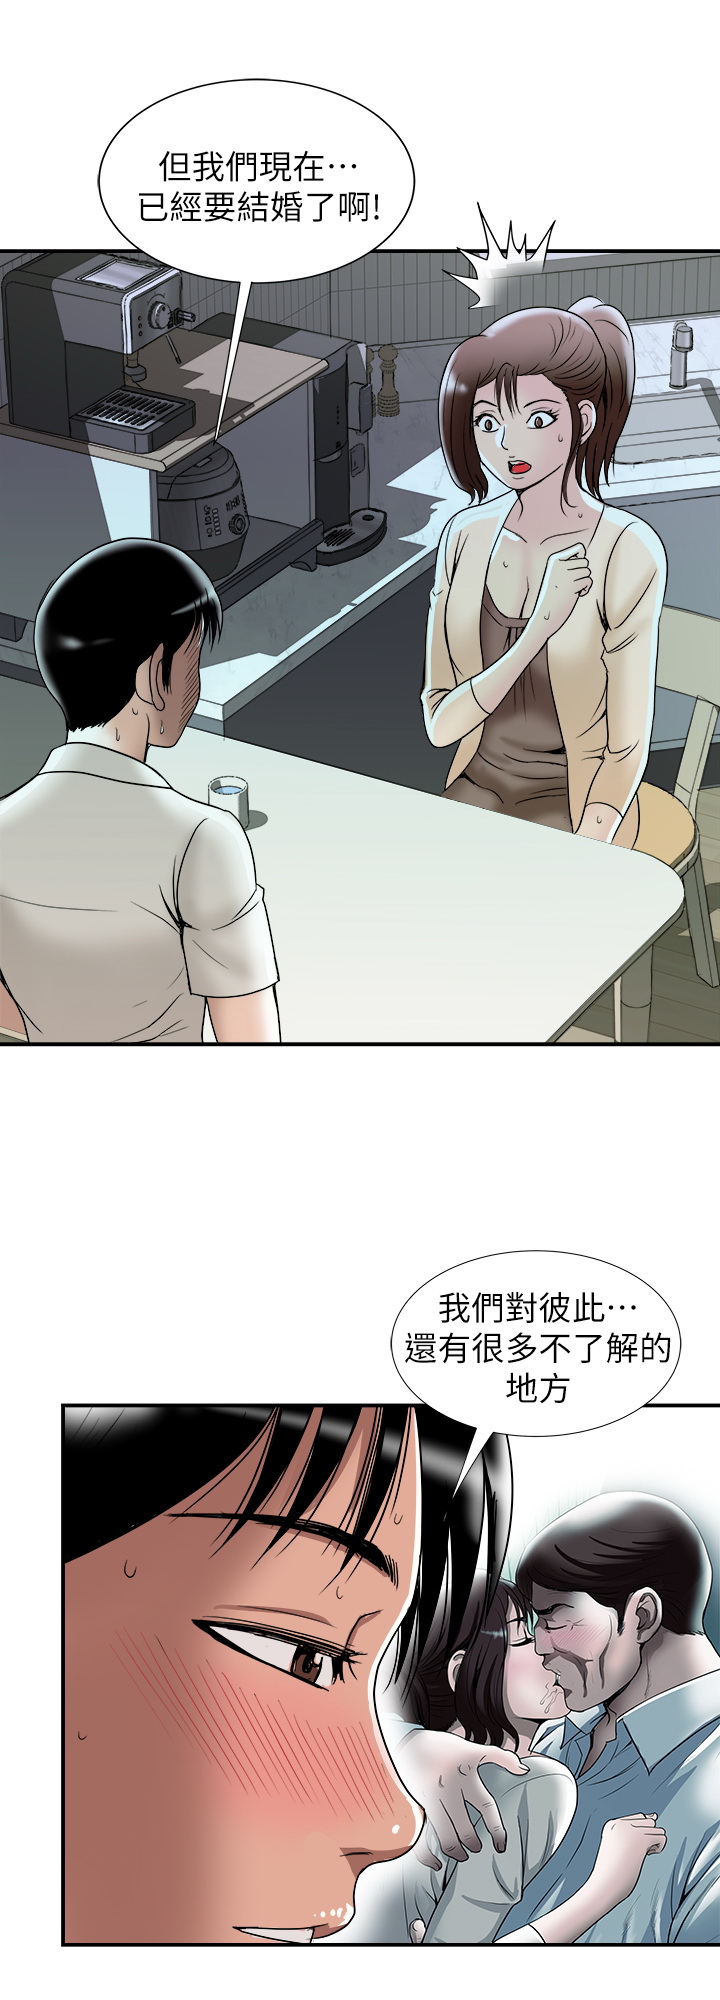 但我們現在⋯
已經要結婚了啊!
我們對彼此⋯
還有很多不了解的
地方